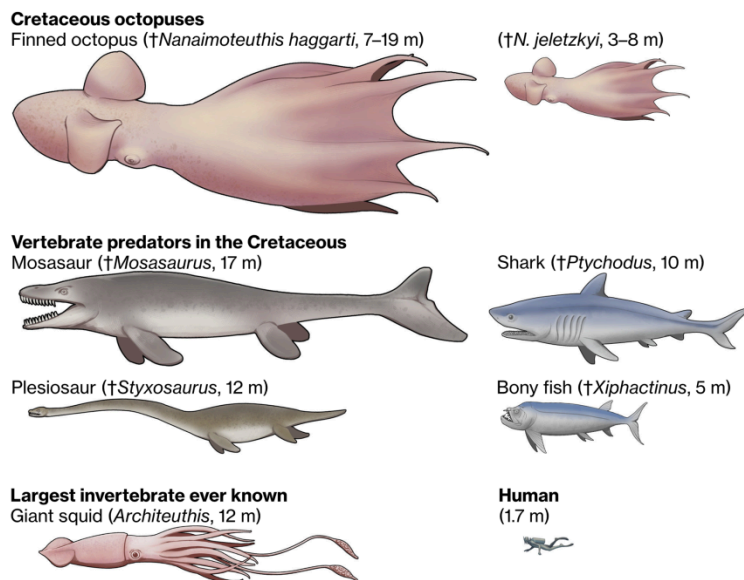 Cretaceous octopuses
Finned octopus (†Nanaimoteuthis haggarti, 7–19 m)
(†N. jeletzkyi, 3–8 m)
Vertebrate predators in the Cretaceous
Mosasaur (†Mosasaurus, 17 m)
Shark (†Ptychodus, 10 m)
Plesiosaur (†Styxosaurus, 12 m)
Bony fish (†Xiphactinus, 5 m)
Largest invertebrate ever known
Giant squid (Architeuthis, 12 m)
Human
(1.7 m)